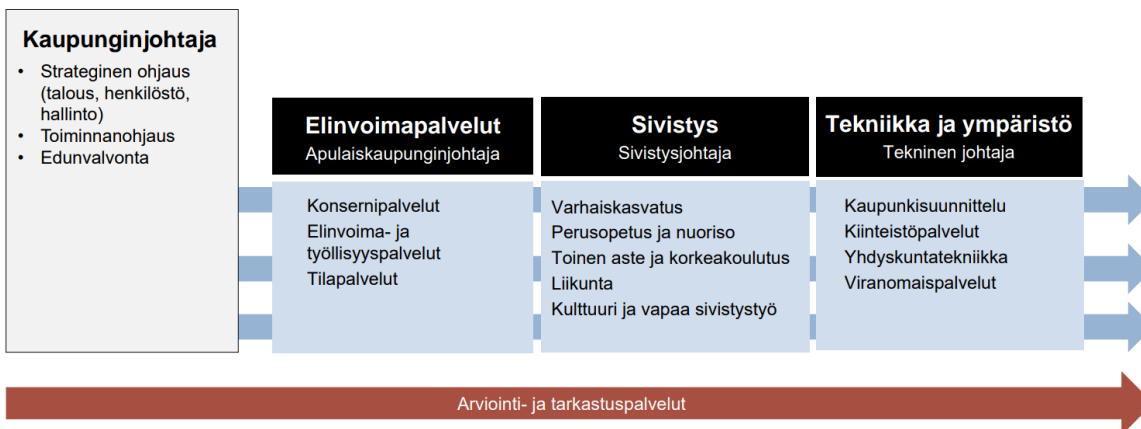 Kaupunginjohtaja
• Strateginen ohjaus
(talous, henkilöstö,
hallinto)
• Toiminnanohjaus
• Edunvalvonta
Elinvoimapalvelut
Apulaiskaupunginjohtaja
Konsernipalvelut
Elinvoima- ja
työllisyyspalvelut
Tilapalvelut
Sivistys
Sivistysjohtaja
Varhaiskasvatus
Perusopetus ja nuoriso
Toinen aste ja korkeakoulutus
Liikunta
Kulttuuri ja vapaa sivistystyö
Tekniikka ja ympäristö
Tekninen johtaja
Kaupunkisuunnittelu
Kiinteistöpalvelut
Yhdyskuntatekniikka
Viranomaispalvelut
Arviointi- ja tarkastuspalvelut